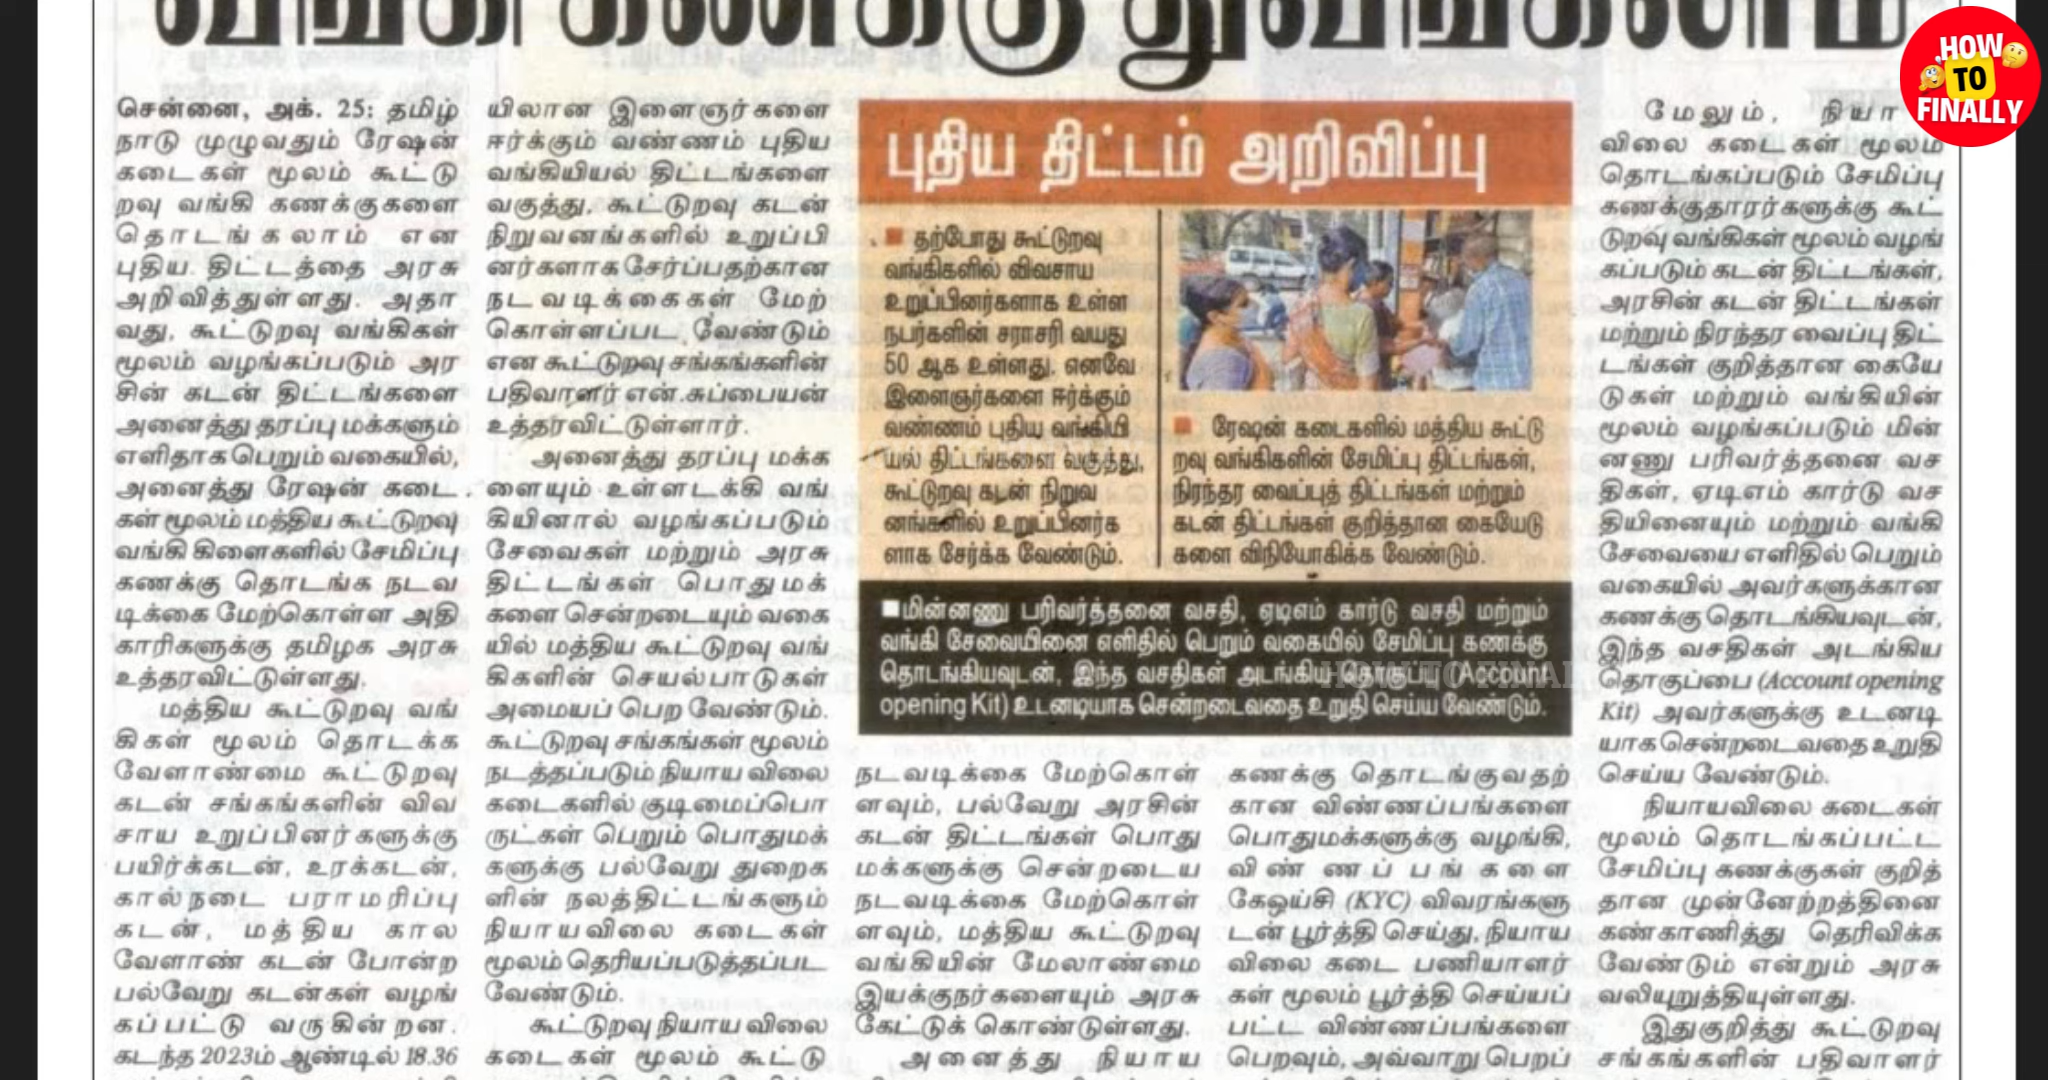 வங்கி கணக்கு துவங்கலாம்
HOW
TO
FINALLY
சென்னை, அக். 25: தமிழ்
நாடு முழுவதும் ரேஷன்
கடைகள் மூலம் கூட்டு
றவு வங்கி கணக்குகளை
தொடங்கலாம் என
புதிய திட்டத்தை அரசு
அறிவித்துள்ளது. அதா
வது, கூட்டுறவு வங்கிகள்
மூலம் வழங்கப்படும் அர
சின் கடன் திட்டங்களை
அனைத்து தரப்பு மக்களும்
எளிதாக பெறும் வகையில்,
அனைத்து ரேஷன் கடை
கள் மூலம் மத்திய கூட்டுறவு
வங்கி கிளைகளில் சேமிப்பு
கணக்கு தொடங்க நடவ
டிக்கை மேற்கொள்ள அதி
காரிகளுக்கு தமிழக அரசு
உத்தரவிட்டுள்ளது.
மத்திய கூட்டுறவு வங்
கிகள் மூலம் தொடக்க
வேளாண்மை கூட்டுறவு
கடன் சங்கங்களின் விவ
சாய உறுப்பினர்களுக்கு
பயிர்க்கடன், உரக்கடன்,
கால்நடை பராமரிப்பு
கடன், மத்திய கால
வேளாண் கடன் போன்ற
பல்வேறு கடன்கள் வழங்
கப்பட்டு வருகின்றன.
கடந்த 2023ம் ஆண்டில் 18.36
யிலான இளைஞர்களை
ஈர்க்கும் வண்ணம் புதிய
வங்கியியல் திட்டங்களை
வகுத்து, கூட்டுறவு கடன்
நிறுவனங்களில் உறுப்பி
னர்களாக சேர்ப்பதற்கான
நடவடிக்கைகள் மேற்
கொள்ளப்பட வேண்டும்
என கூட்டுறவு சங்கங்களின்
பதிவாளர் என்.சுப்பையன்
உத்தரவிட்டுள்ளார்.
அனைத்து தரப்பு மக்க
ளையும் உள்ளடக்கி வங்
கியினால் வழங்கப்படும்
சேவைகள் மற்றும் அரசு
திட்டங்கள் பொதுமக்
களை சென்றடையும் வகை
யில் மத்திய கூட்டுறவு வங்
கிகளின் செயல்பாடுகள்
அமையப் பெற வேண்டும்.
கூட்டுறவு சங்கங்கள் மூலம்
நடத்தப்படும் நியாய விலை
கடைகளில் குடிமைப்பொ
ருட்கள் பெறும் பொதுமக்
களுக்கு பல்வேறு துறைக
ளின் நலத்திட்டங்களும்
நியாயவிலை கடைகள்
மூலம் தெரியப்படுத்தப்பட
வேண்டும்.
கூட்டுறவு நியாய விலை
கடைகள் மூலம் கூட்டு
புதிய திட்டம் அறிவிப்பு
■ தற்போது கூட்டுறவு
வங்கிகளில் விவசாய
உறுப்பினர்களாக உள்ள
நபர்களின் சராசரி வயது
50 ஆக உள்ளது. எனவே
இளைஞர்களை ஈர்க்கும்
வண்ணம் புதிய வங்கியி
யல் திட்டங்களை வகுத்து,
கூட்டுறவு கடன் நிறுவ
னங்களில் உறுப்பினர்க
ளாக சேர்க்க வேண்டும்.
■ ரேஷன் கடைகளில் மத்திய கூட்டு
றவு வங்கிகளின் சேமிப்பு திட்டங்கள்,
நிரந்தர வைப்புத் திட்டங்கள் மற்றும்
கடன் திட்டங்கள் குறித்தான கையேடு
களை விநியோகிக்க வேண்டும்.
■மின்னணு பரிவர்த்தனை வசதி, ஏடிஎம் கார்டு வசதி மற்றும்
வங்கி சேவையினை எளிதில் பெறும் வகையில் சேமிப்பு கணக்கு
தொடங்கியவுடன், இந்த வசதிகள் அடங்கிய தொகுப்பு (Account
opening Kit) உடனடியாக சென்றடைவதை உறுதி செய்ய வேண்டும்.
HOW TO FINAL
நடவடிக்கை மேற்கொள்
ளவும், பல்வேறு அரசின்
கடன் திட்டங்கள் பொது
மக்களுக்கு சென்றடைய
நடவடிக்கை மேற்கொள்
ளவும், மத்திய கூட்டுறவு
வங்கியின் மேலாண்மை
இயக்குநர்களையும் அரசு
கேட்டுக் கொண்டுள்ளது.
அனைத்து நியாய
கணக்கு தொடங்குவதற்
கான விண்ணப்பங்களை
பொதுமக்களுக்கு வழங்கி,
விண்ணப்பங்களை
கேஒய்சி (KYC) விவரங்களு
டன் பூர்த்தி செய்து, நியாய
விலை கடை பணியாளர்
கள் மூலம் பூர்த்தி செய்யப்
பட்ட விண்ணப்பங்களை
பெறவும், அவ்வாறு பெறப்
மேலும், நியா
விலை கடைகள் மூலம்
தொடங்கப்படும் சேமிப்பு
கணக்குதாரர்களுக்கு கூட்
டுறவு வங்கிகள் மூலம் வழங்
கப்படும் கடன் திட்டங்கள்,
அரசின் கடன் திட்டங்கள்
மற்றும் நிரந்தர வைப்பு திட்
டங்கள் குறித்தான கையே
டுகள் மற்றும் வங்கியின்
மூலம் வழங்கப்படும் மின்
னணு பரிவர்த்தனை வச
திகள், ஏடிஎம் கார்டு வச
தியினையும் மற்றும் வங்கி
சேவையை எளிதில் பெறும்
வகையில் அவர்களுக்கான
கணக்கு தொடங்கியவுடன்,
இந்த வசதிகள் அடங்கிய
தொகுப்பை (Account opening
Kit) அவர்களுக்கு உடனடி
யாக சென்றடைவதை உறுதி
செய்ய வேண்டும்.
நியாயவிலை கடைகள்
மூலம் தொடங்கப்பட்ட
சேமிப்பு கணக்குகள் குறித்
தான முன்னேற்றத்தினை
கண்காணித்து தெரிவிக்க
வேண்டும் என்றும் அரசு
வலியுறுத்தியுள்ளது.
இதுகுறித்து கூட்டுறவு
சங்கங்களின் பதிவாளர்